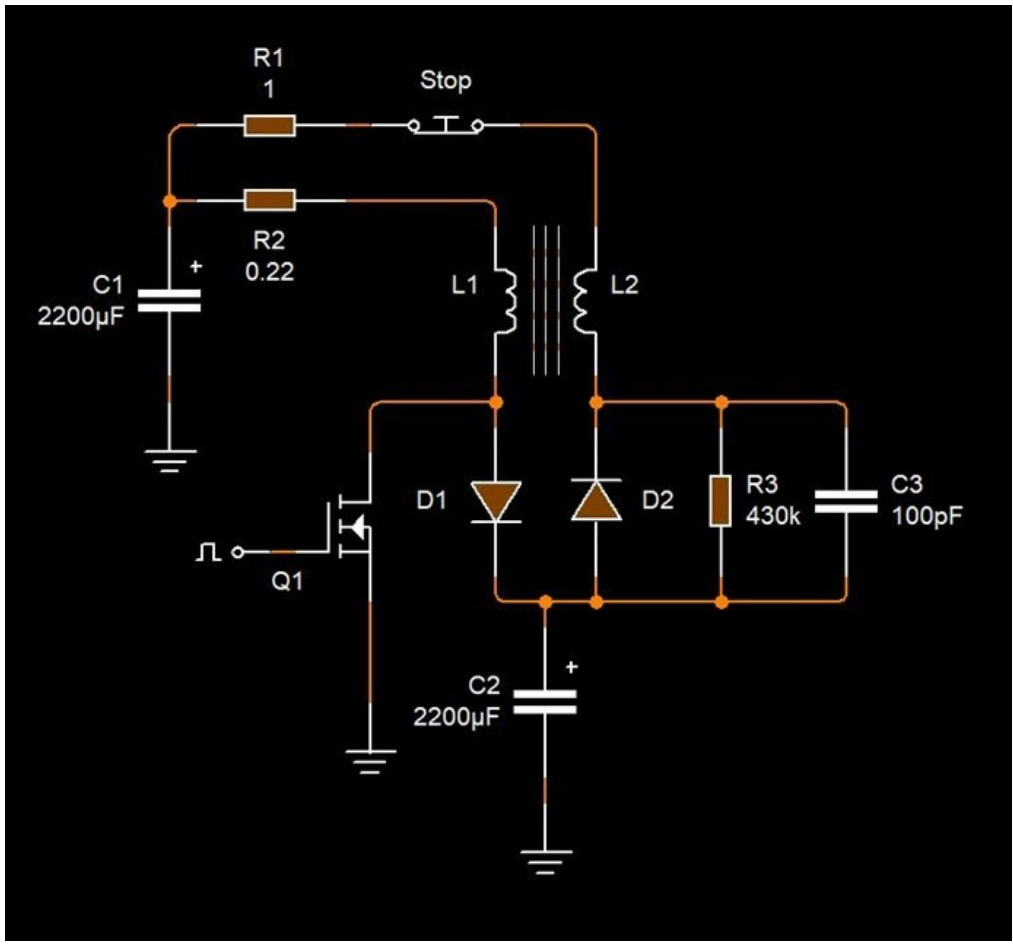 R1
1
Stop
R2
0.22
C1
+
2200µF
L1
L2
D1
D2
R3
430k
C3
100pF
Q1
C2
+
2200µF